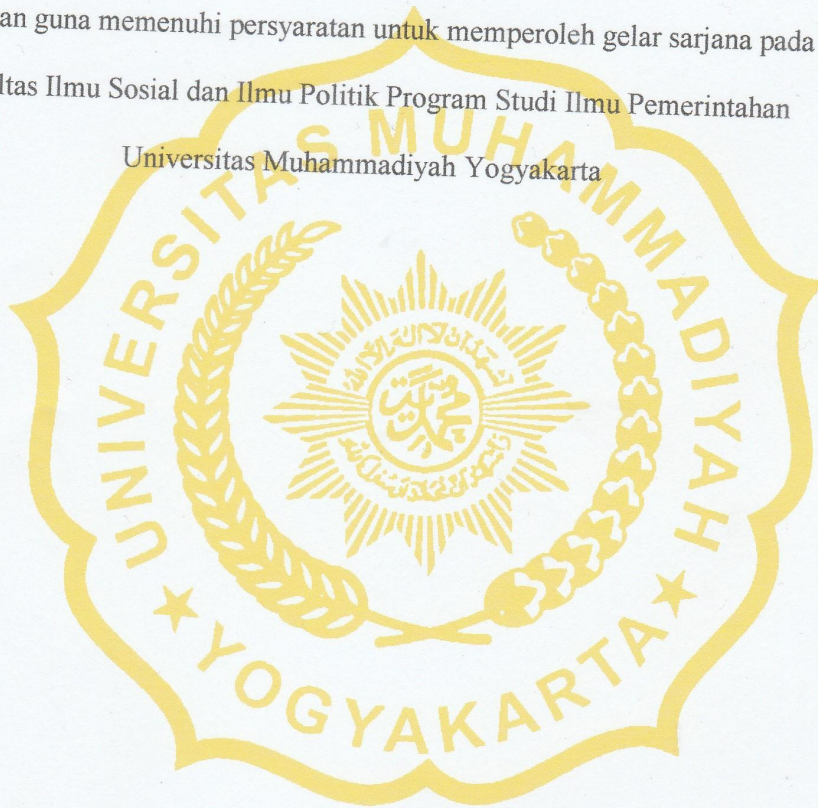 an guna memenuhi persyaratan untuk memperoleh gelar sarjana pada
ltas Ilmu Sosial dan Ilmu Politik Program Studi Ilmu Pemerintahan
Universitas Muhammadiyah Yogyakarta
UNIVERSITAS MUHAMMADIYAH
★ YOGYAKARTA ★
محمدية